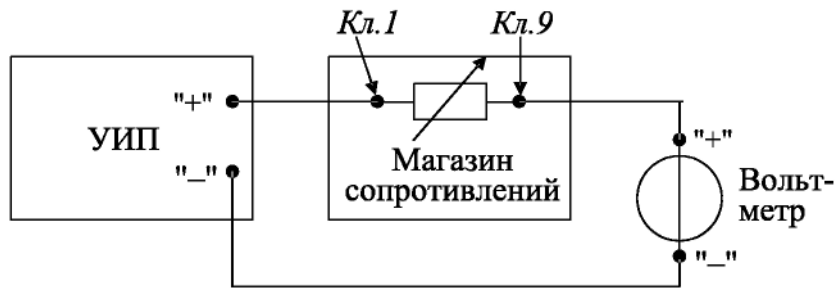 Кл.1
Кл.9
"+"
УИП
"_"
Магазин
сопротивлений
"+"
Вольт-
метр
"_"